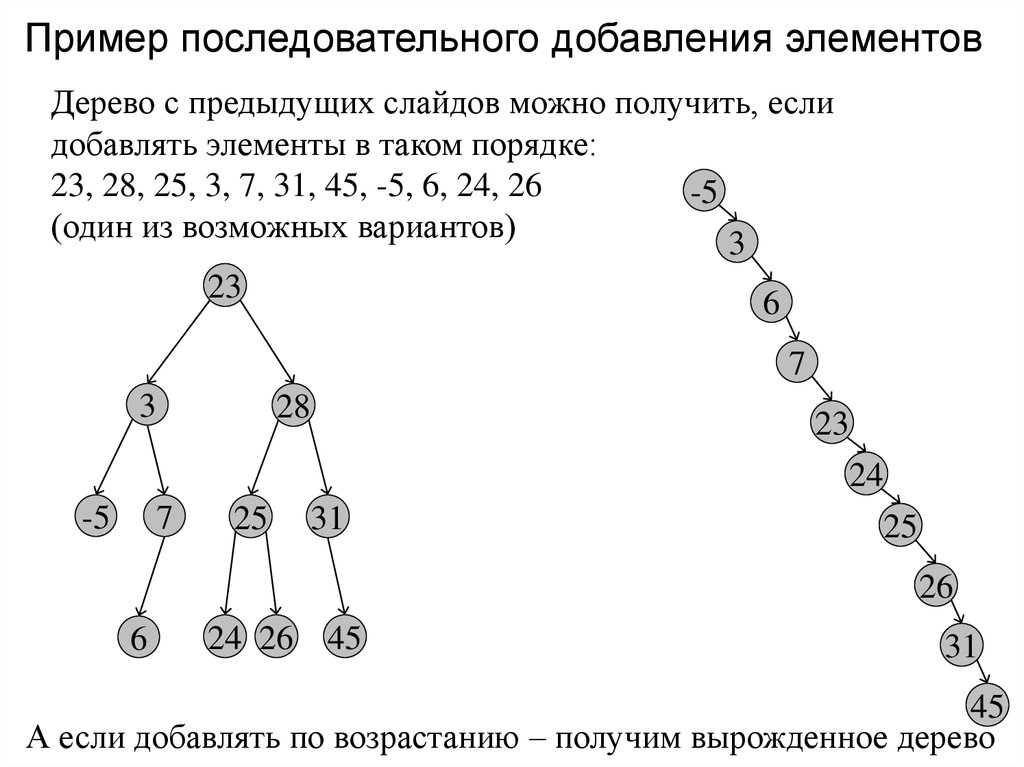 Пример последовательного добавления элементов
Дерево с предыдущих слайдов можно получить, если
добавлять элементы в таком порядке:
23, 28, 25, 3, 7, 31, 45, -5, 6, 24, 26
(один из возможных вариантов)
23
3 28
-5 7 25 31
6 24 26 45
-5
3
6
7
23
24
25
26
31
45
А если добавлять по возрастанию – получим вырожденное дерево